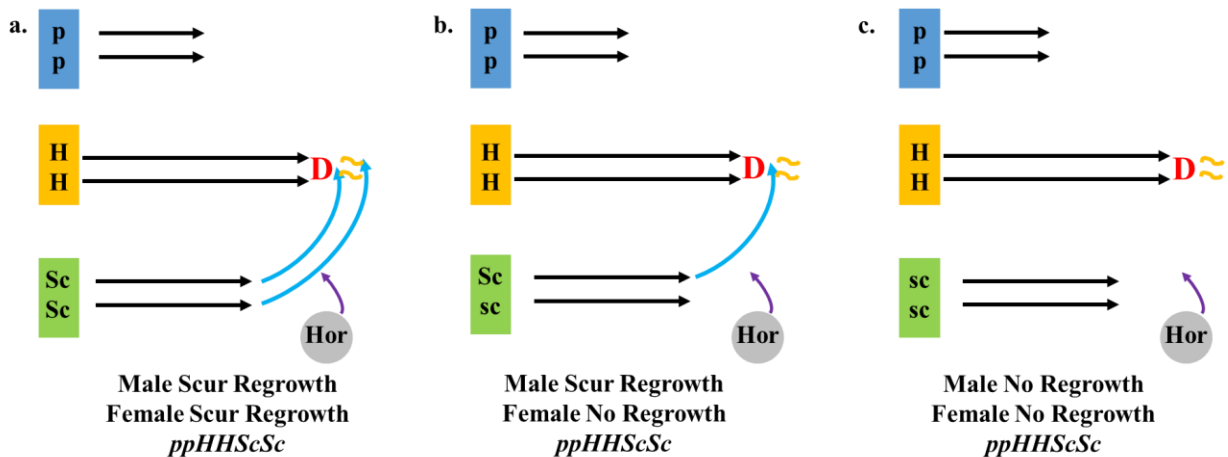 a.
p
p
H
H
D
≈
Sc
Sc
Hor
Male Scur Regrowth
Female Scur Regrowth
ppHHScSc
b.
p
p
H
H
D
≈
Sc
sc
Hor
Male Scur Regrowth
Female No Regrowth
ppHHScSc
c.
p
p
H
H
D
≈
sc
sc
Hor
Male No Regrowth
Female No Regrowth
ppHHScSc